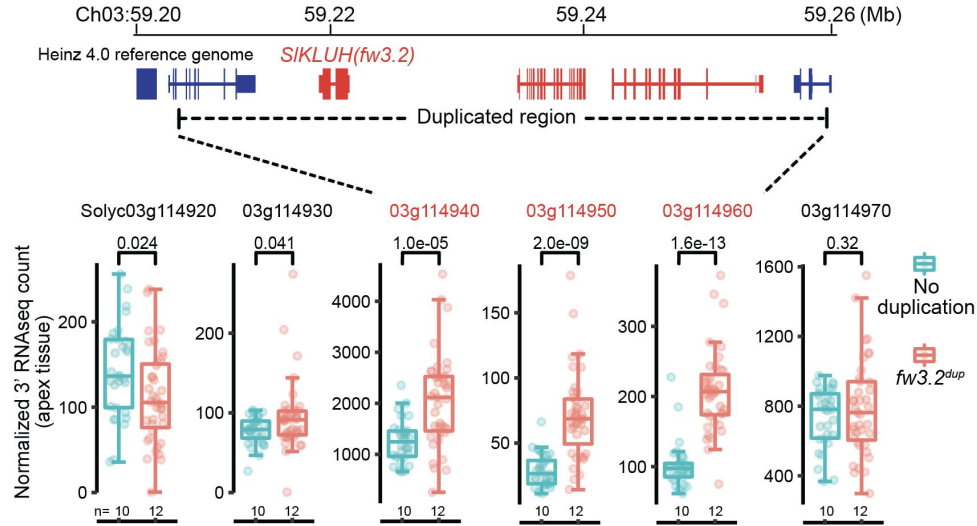 Ch03:59.20 59.22 59.24 59.26 (Mb)
Heinz 4.0 reference genome SlKLUH(fw3.2)
Duplicated region
Solyc03g114920 03g114930 03g114940 03g114950 03g114960 03g114970
0.024 0.041 1.0e-05 2.0e-09 1.6e-13 0.32
Normalized 3' RNAseq count
(apex tissue)
200
100
0
200
100
0
4000
3000
2000
1000
150
100
50
300
200
100
1600
1200
800
400
No
duplication
fw3.2dup
n= 10 12 10 12 10 12 10 12 10 12 10 12